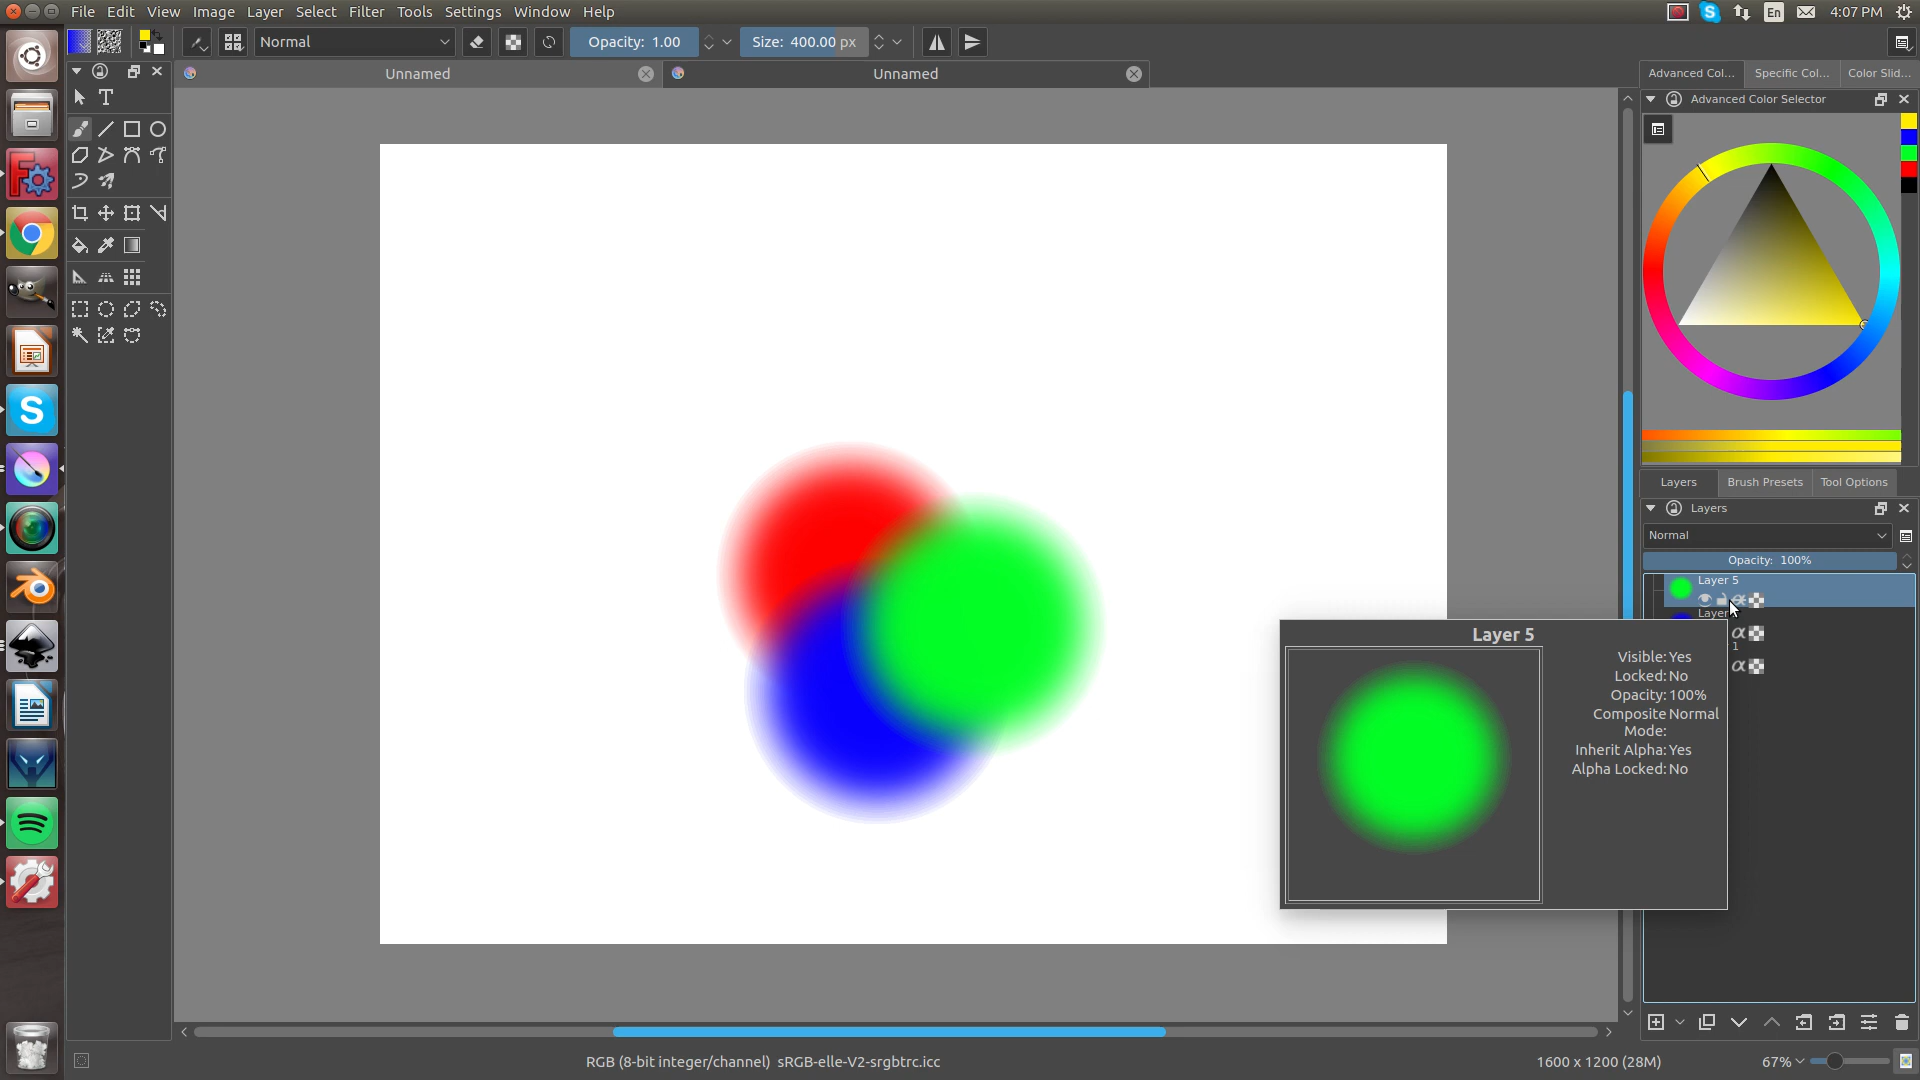 File Edit View Image Layer Select Filter Tools Settings Window Help
En 4:07 PM
Normal
Opacity: 1.00
Size: 400.00 px
Unnamed
Unnamed
Advanced Col... Specific Col... Color Slid...
Advanced Color Selector
Layers Brush Presets Tool Options
Layers
Normal
Opacity: 100%
Layer 5
Layer
1
Layer 5
Visible: Yes
Locked: No
Opacity: 100%
Composite Normal
Mode:
Inherit Alpha: Yes
Alpha Locked: No
RGB (8-bit integer/channel) sRGB-elle-V2-srgbtrc.icc
1600 x 1200 (28M)
67%